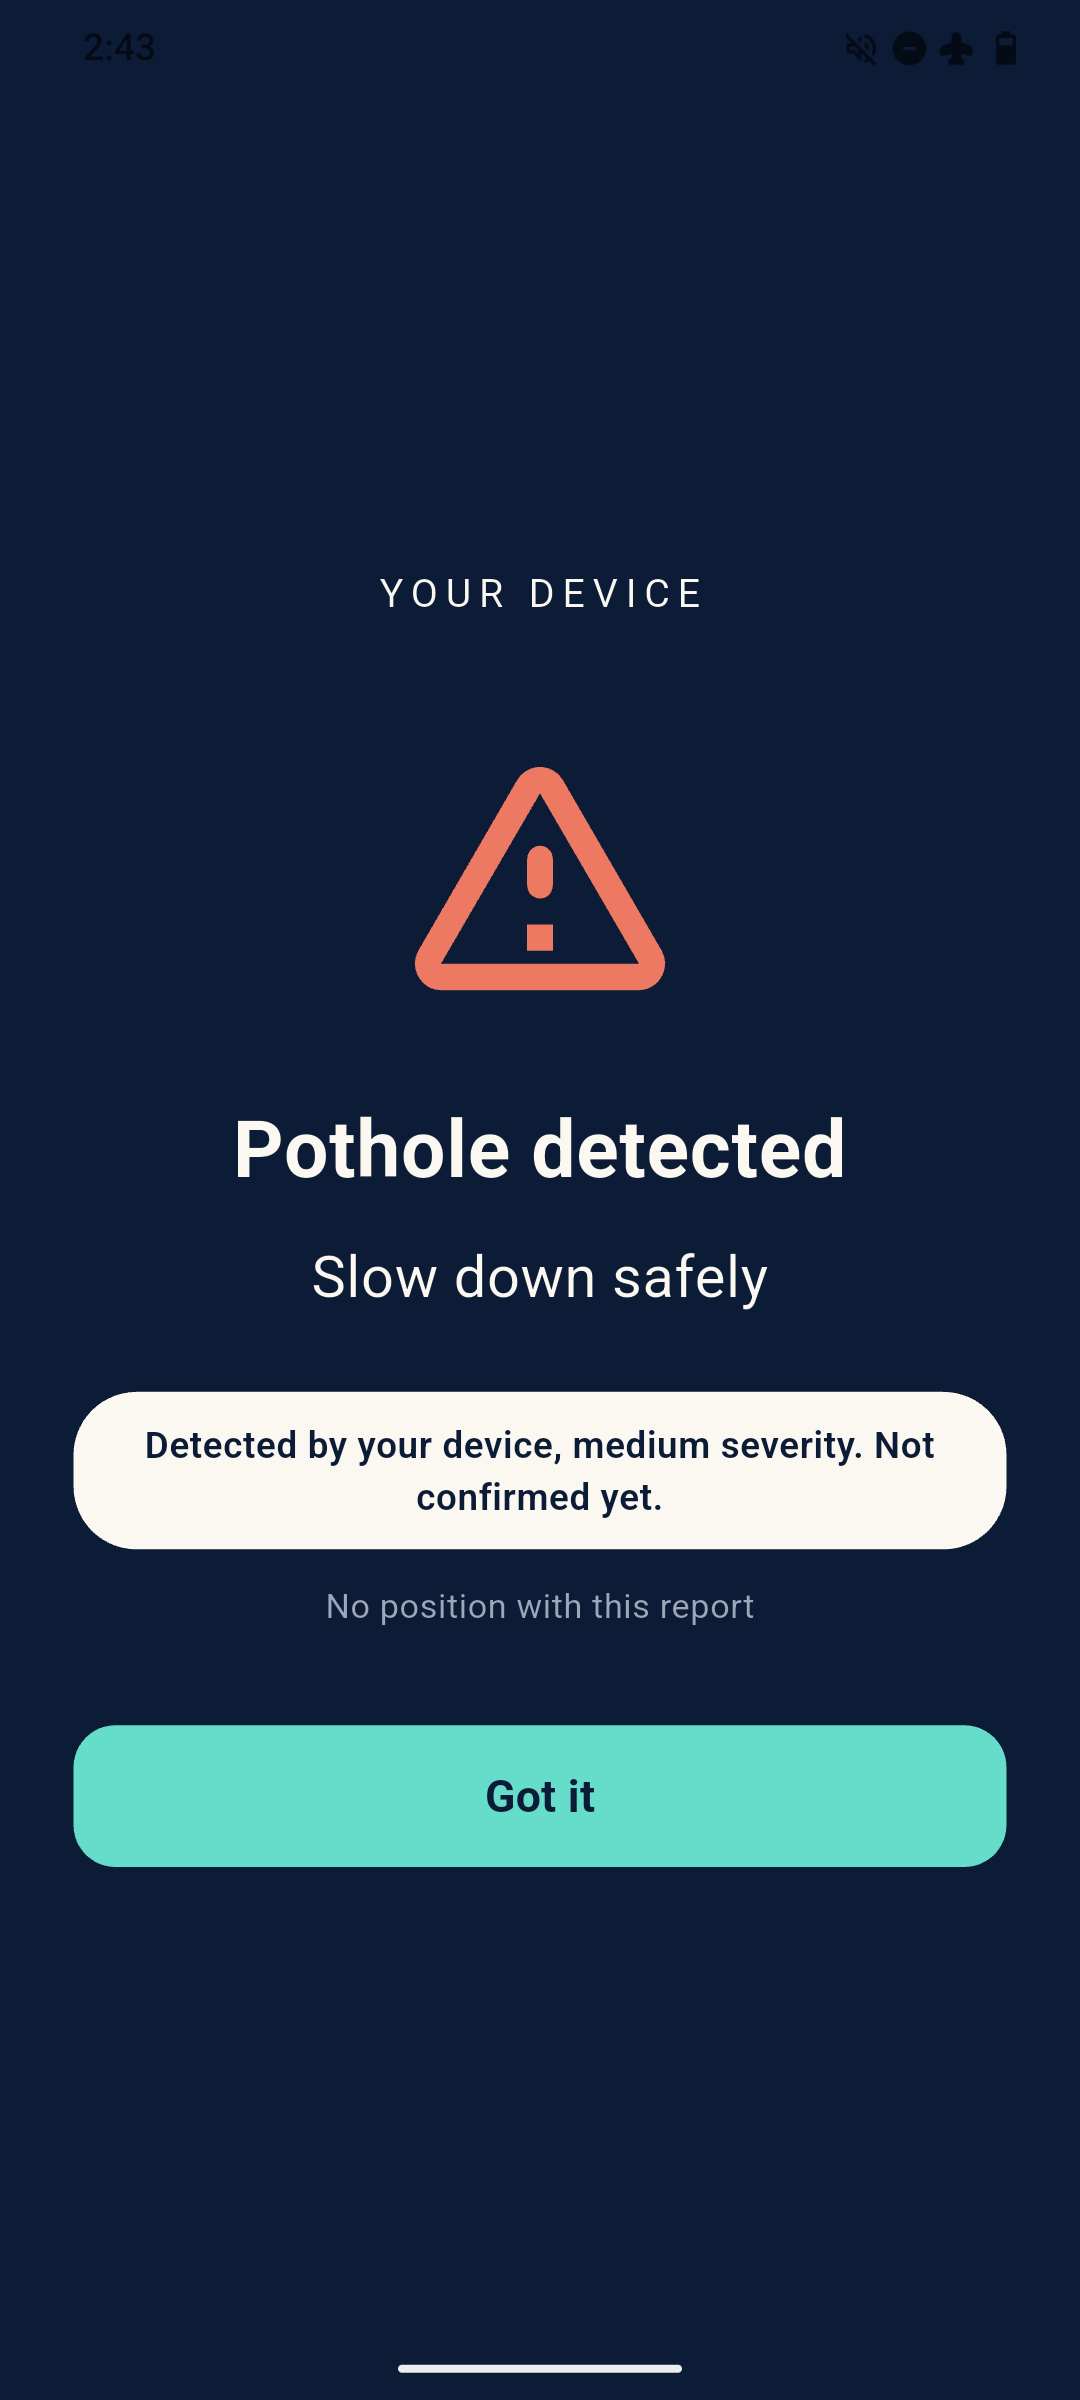 2:43
YOUR DEVICE
Pothole detected
Slow down safely
Detected by your device, medium severity. Not
confirmed yet.
No position with this report
Got it